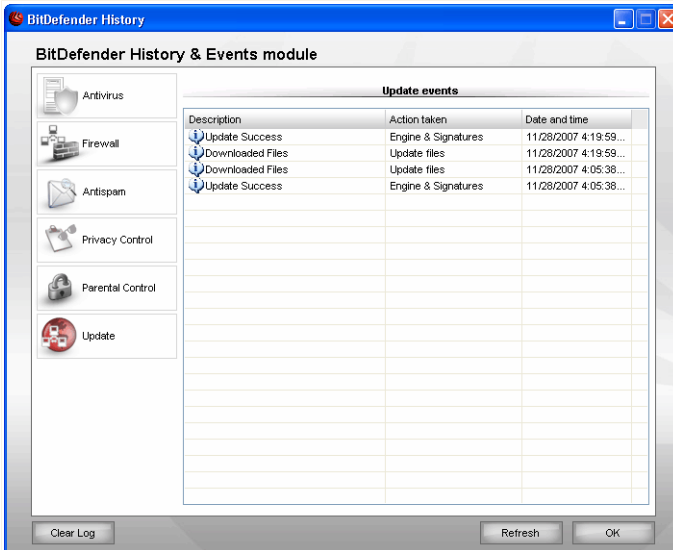 BitDefender History
BitDefender History & Events module
Antivirus
Firewall
Antispam
Privacy Control
Parental Control
Update
Update events
Description Action taken Date and time
Update Success Engine & Signatures 11/28/2007 4:19:59...
Downloaded Files Update files 11/28/2007 4:19:59...
Downloaded Files Update files 11/28/2007 4:05:38...
Update Success Engine & Signatures 11/28/2007 4:05:38...
Clear Log Refresh OK